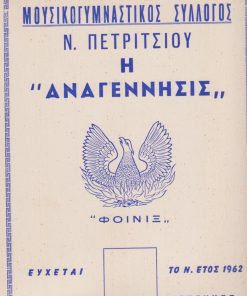 ΜΟΥΣΙΚΟΓΥΜΝΑΣΤΙΚΟΣ ΣΥΛΛΟΓΟΣ
Ν. ΠΕΤΡΙΤΣΙΟΥ
Η
"ΑΝΑΓΕΝΝΗΣΙΣ„
"ΦΟΙΝΙΞ„
ΕΥΧΕΤΑΙ ΤΟ Ν. ΕΤΟΣ 1962